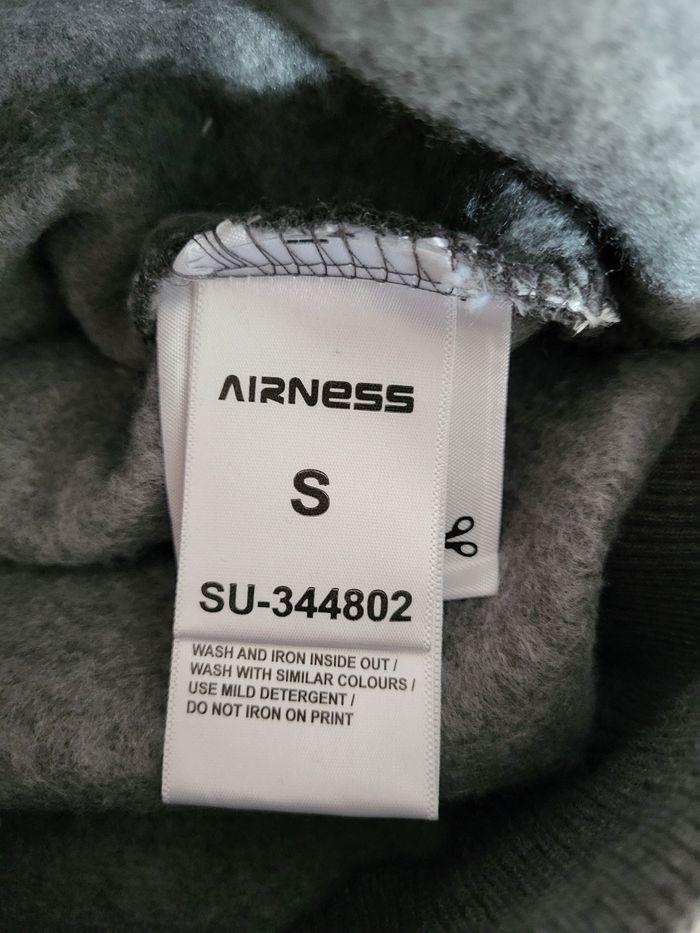 AIRNESS
S
SU-344802
WASH AND IRON INSIDE OUT /
WASH WITH SIMILAR COLOURS /
USE MILD DETERGENT /
DO NOT IRON ON PRINT